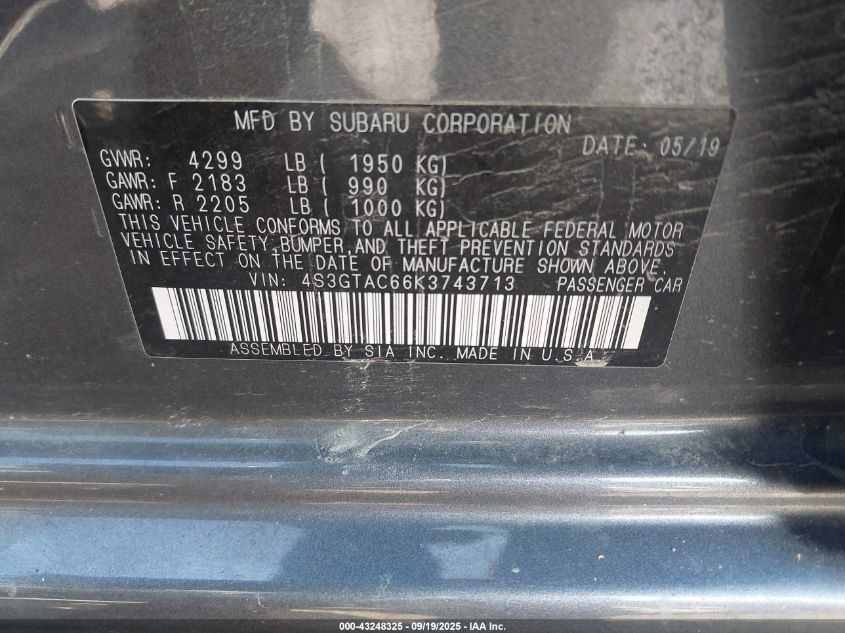 MFD BY SUBARU CORPORATION
DATE: 05/19
GVWR: 4299 LB ( 1950 KG)
GAWR: F 2183 LB ( 990 KG)
GAWR: R 2205 LB ( 1000 KG)
THIS VEHICLE CONFORMS TO ALL APPLICABLE FEDERAL MOTOR
VEHICLE SAFETY,BUMPER,AND THEFT PREVENTION STANDARDS
IN EFFECT ON THE DATE OF MANUFACTURE SHOWN ABOVE.
VIN: 4S3GTAC66K3743713 PASSENGER CAR
ASSEMBLED BY SIA INC. MADE IN U.S.A
000-43248325 - 09/19/2025 - IAA Inc.